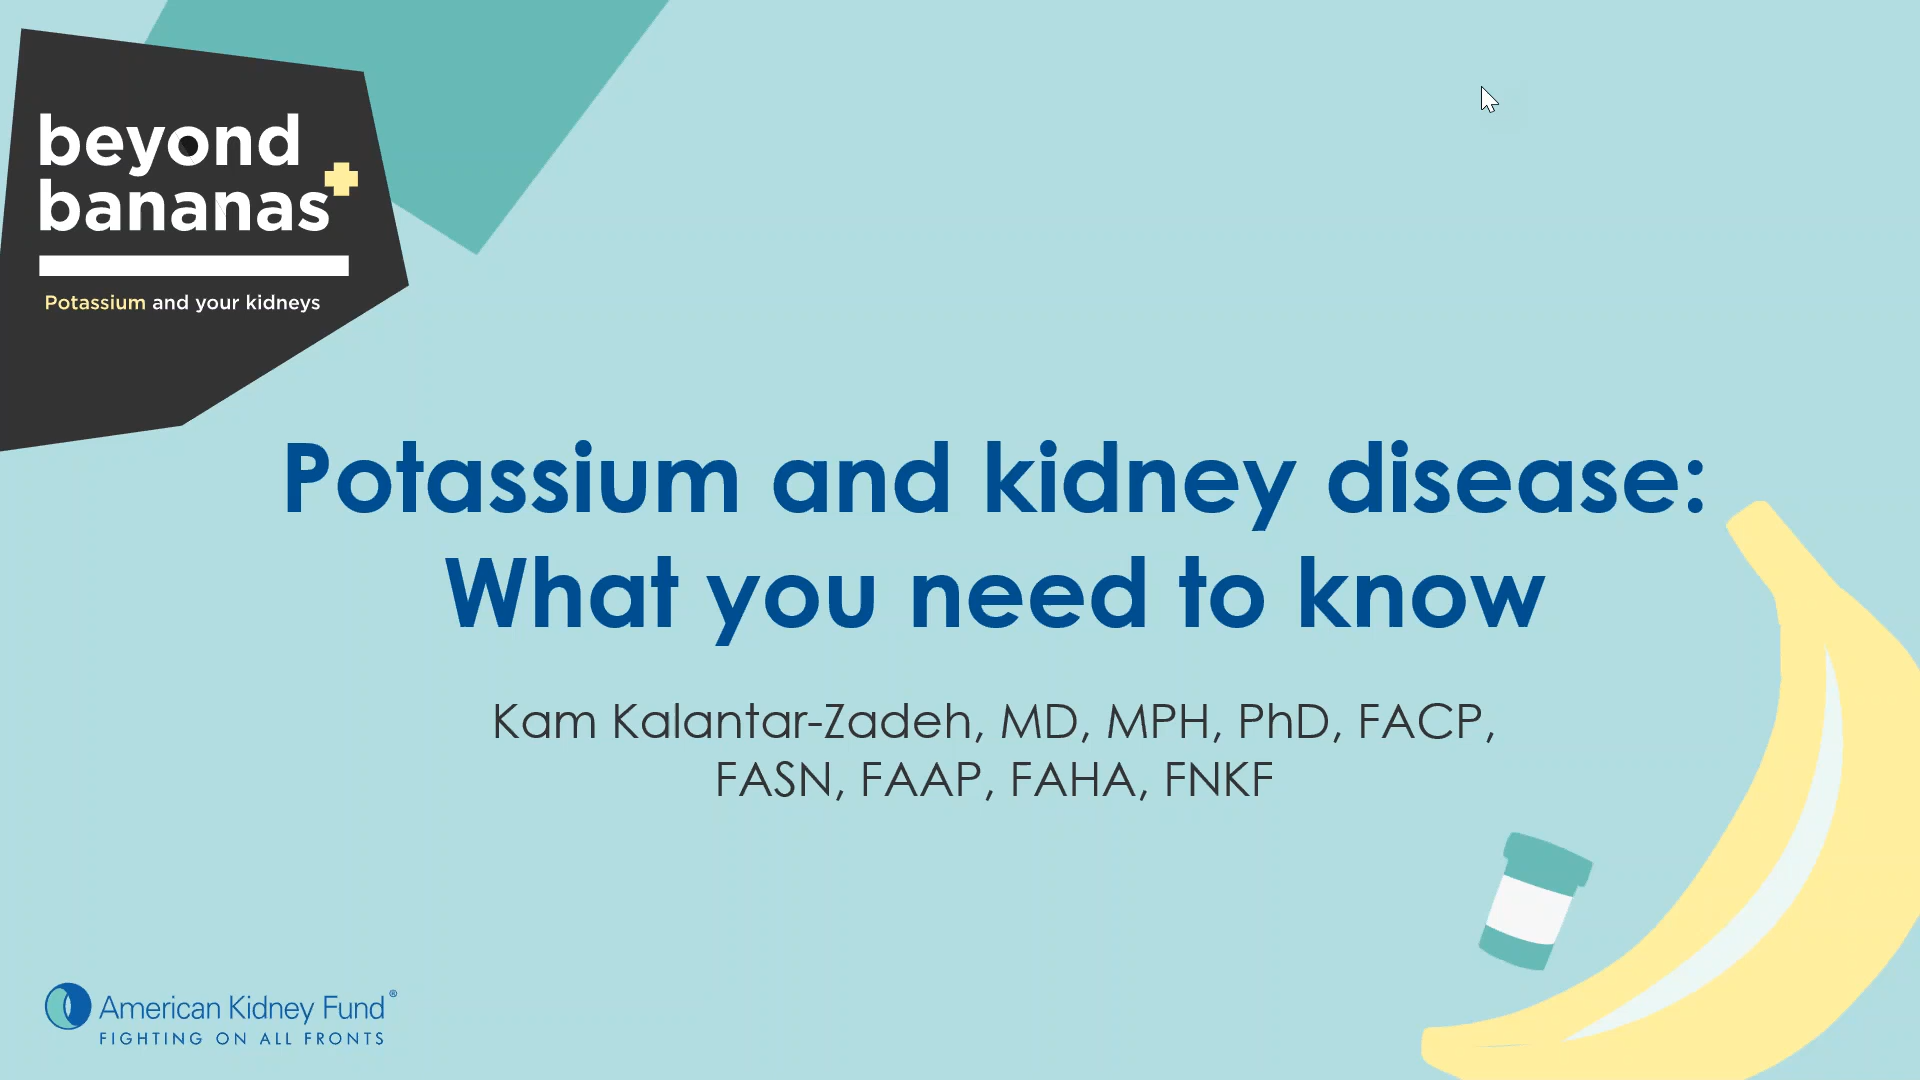 beyond
bananas
Potassium and your kidneys
Potassium and kidney disease:
What you need to know
Kam Kalantar-Zadeh, MD, MPH, PhD, FACP,
FASN, FAAP, FAHA, FNKF
American Kidney Fund®
FIGHTING ON ALL FRONTS